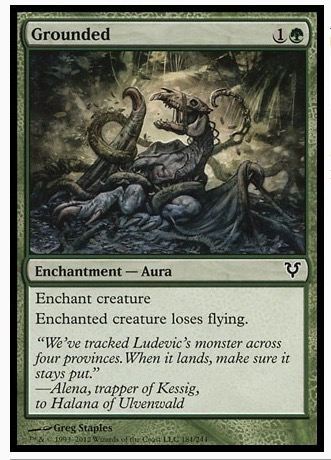 Grounded 1
Enchantment — Aura
Enchant creature
Enchanted creature loses flying.
"We've tracked Ludevic's monster across
four provinces. When it lands, make sure it
stays put."
—Alena, trapper of Kessig,
to Halana of Ulvenwald
Greg Staples
™ & © 1993–2012 Wizards of the Coast LLC 181/244